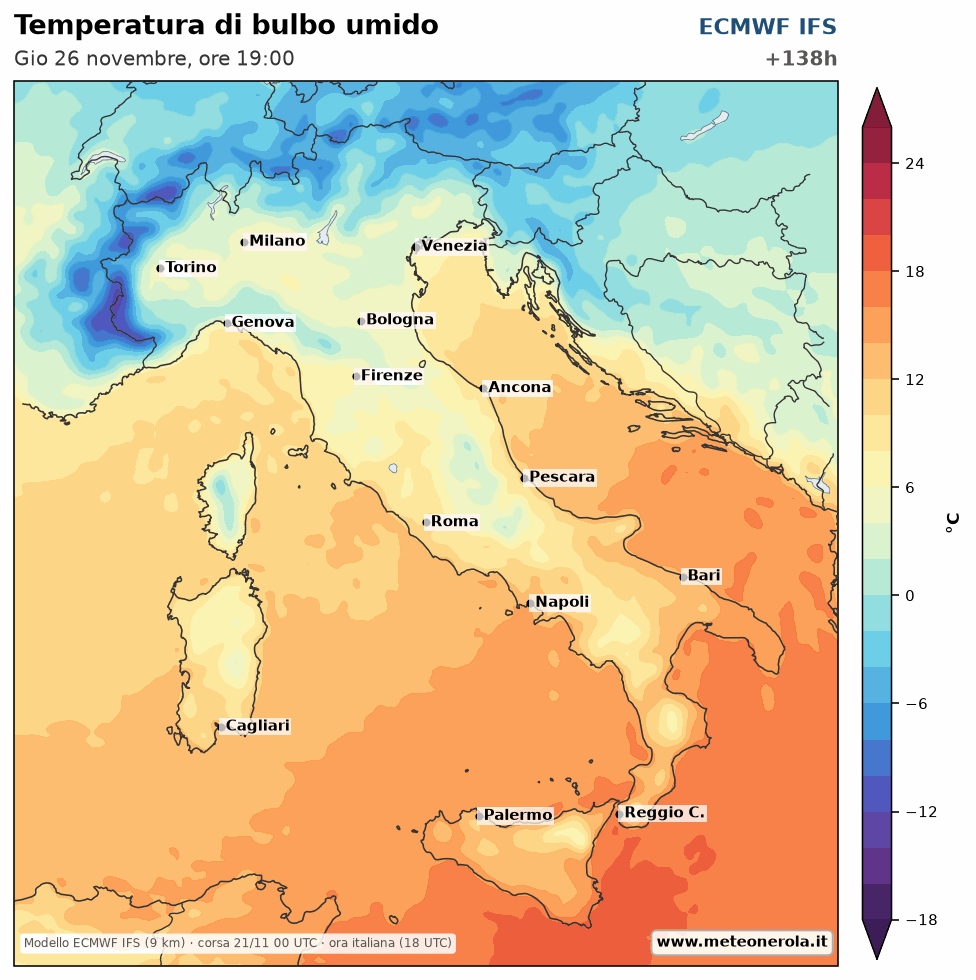 Temperatura di bulbo umido
ECMWF IFS
Gio 26 novembre, ore 19:00
+138h
Milano
Venezia
Torino
Genova
Bologna
Firenze
Ancona
Pescara
Roma
Bari
Napoli
Cagliari
Palermo
Reggio C.
24
18
12
6
0
−6
−12
−18
°C
Modello ECMWF IFS (9 km) · corsa 21/11 00 UTC · ora italiana (18 UTC)
www.meteonerola.it